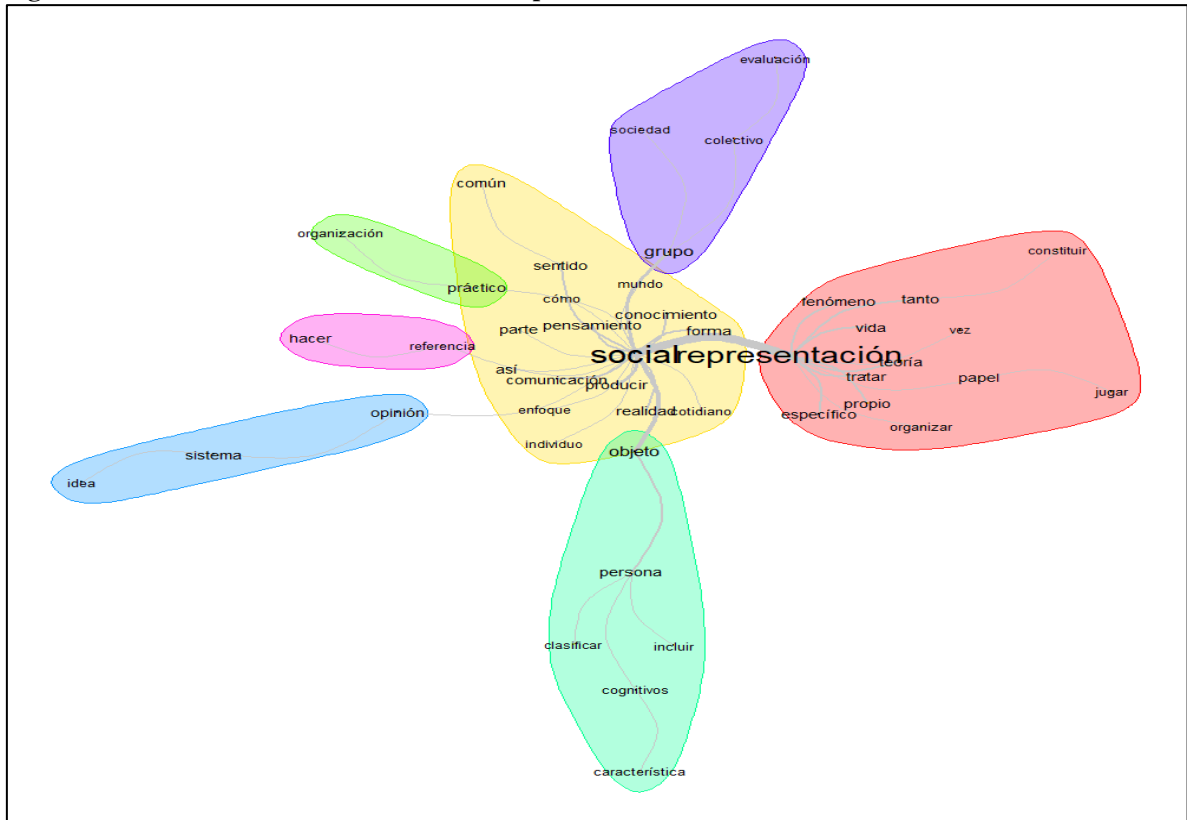 evaluación
sociedad
colectivo
común
organización
grupo
constituir
sentido
mundo
práctico
cómo
fenómeno
tanto
conocimiento
parte
pensamiento
forma
vida
vez
hacer
referencia
social
representación
así
teoría
comunicación
producir
tratar
papel
jugar
opinión
enfoque
realidad
cotidiano
propio
específico
organizar
individuo
objeto
sistema
idea
persona
clasificar
incluir
cognitivos
característica